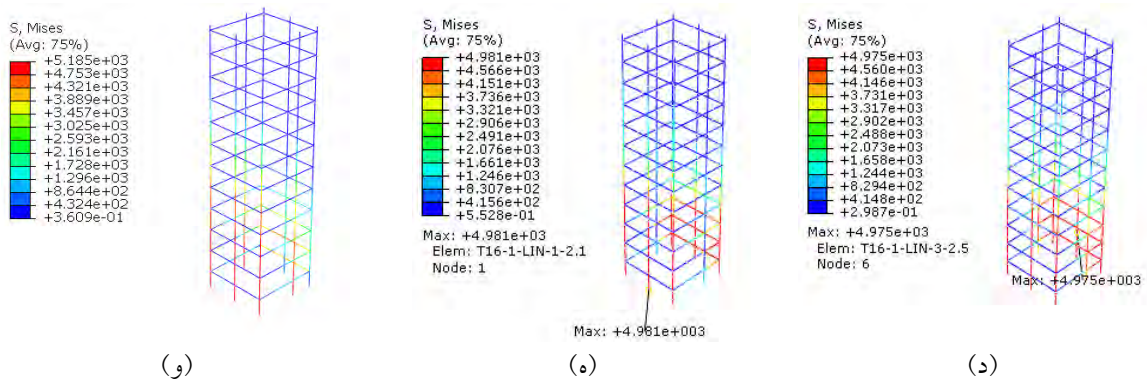 S, Mises
(Avg: 75%)
+5.185e+03
+4.753e+03
+4.321e+03
+3.889e+03
+3.457e+03
+3.025e+03
+2.593e+03
+2.161e+03
+1.728e+03
+1.296e+03
+8.644e+02
+4.324e+02
+3.609e-01
(و)
S, Mises
(Avg: 75%)
+4.981e+03
+4.566e+03
+4.151e+03
+3.736e+03
+3.321e+03
+2.906e+03
+2.491e+03
+2.076e+03
+1.661e+03
+1.246e+03
+8.307e+02
+4.156e+02
+5.528e-01
Max: +4.981e+03
Elem: T16-1-LIN-1-2.1
Node: 1
Max: +4.981e+003
(ه)
S, Mises
(Avg: 75%)
+4.975e+03
+4.560e+03
+4.146e+03
+3.731e+03
+3.317e+03
+2.902e+03
+2.488e+03
+2.073e+03
+1.658e+03
+1.244e+03
+8.294e+02
+4.148e+02
+2.987e-01
Max: +4.975e+03
Elem: T16-1-LIN-3-2.5
Node: 6
Max: +4.975e+003
(د)